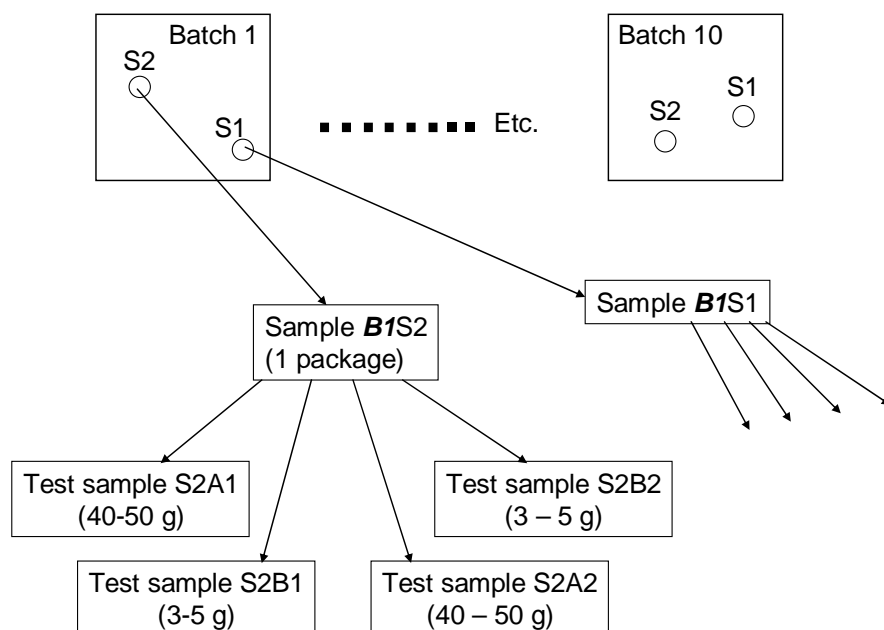 Batch 1
S2
S1
Etc.
Batch 10
S1
S2
Sample B1S2
(1 package)
Sample B1S1
Test sample S2A1
(40-50 g)
Test sample S2B2
(3 – 5 g)
Test sample S2B1
(3-5 g)
Test sample S2A2
(40 – 50 g)